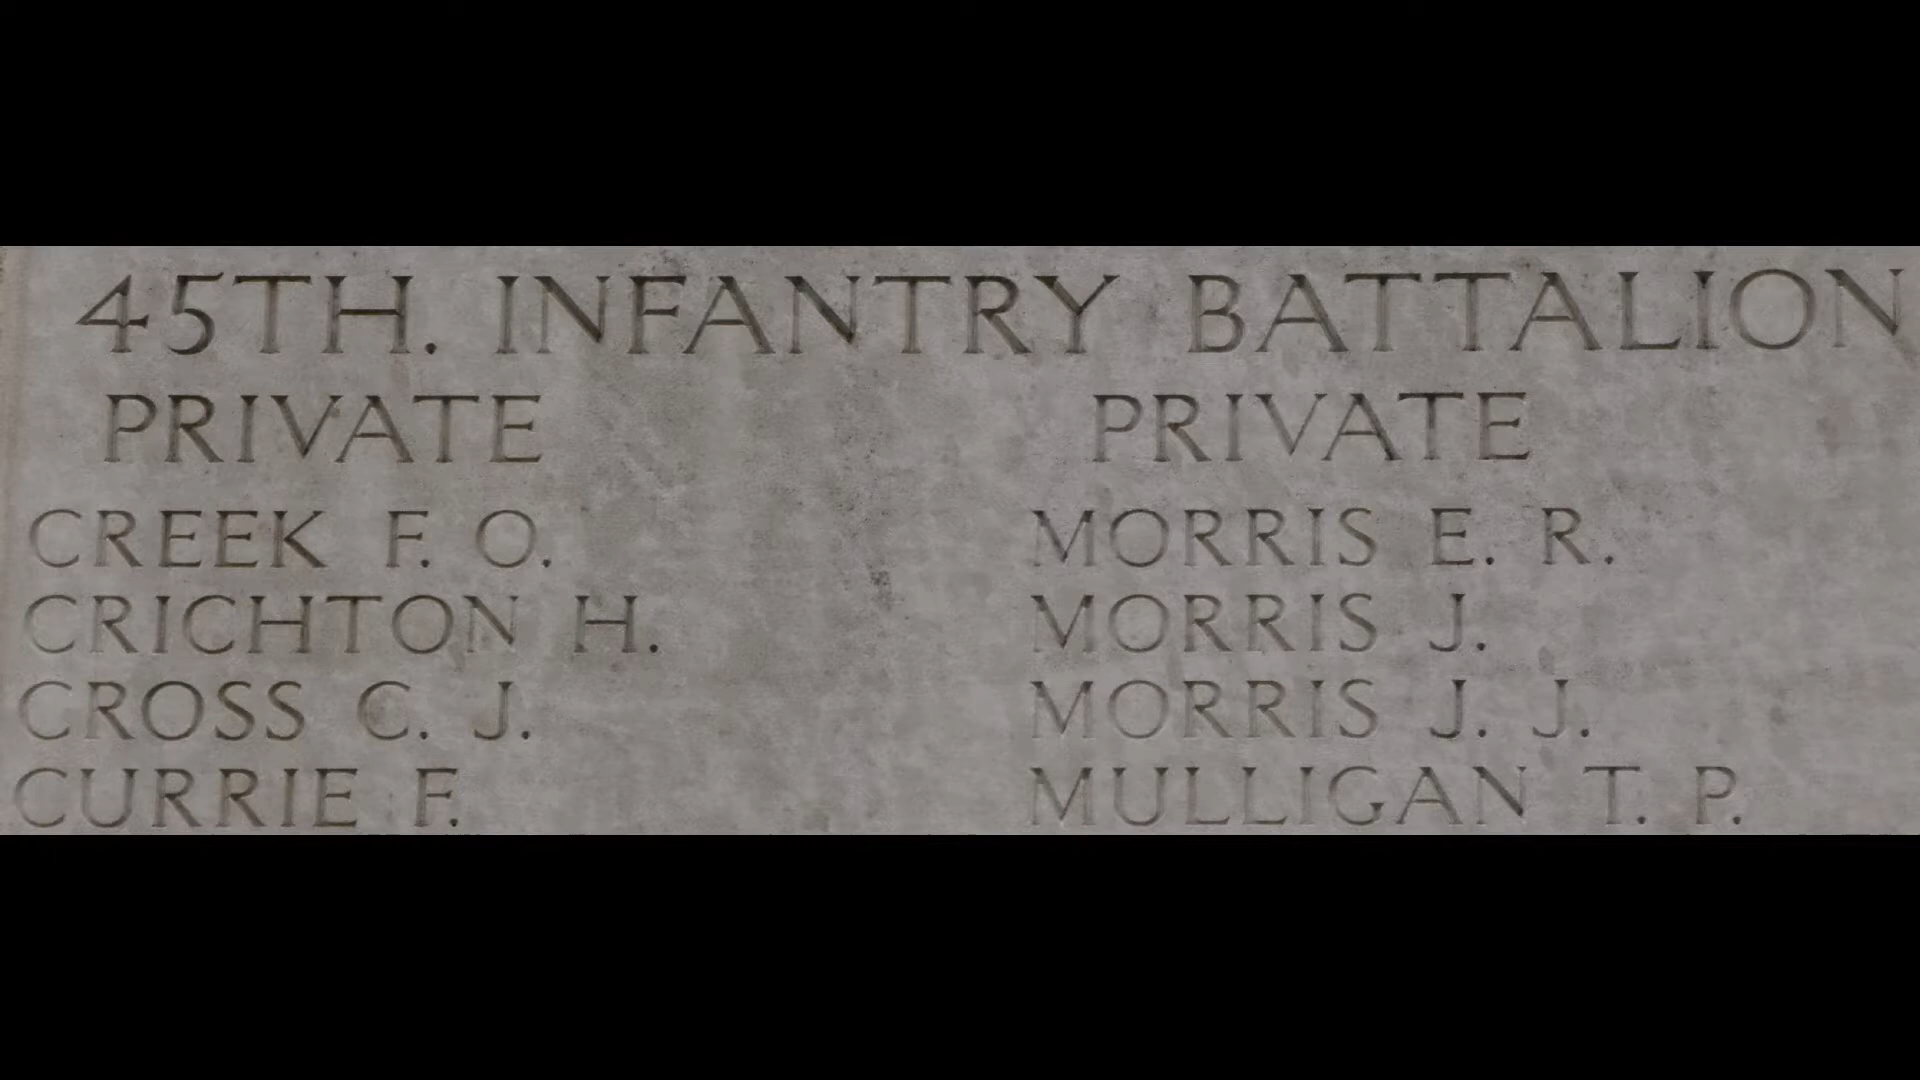 45TH. INFANTRY BATTALION
PRIVATE
CREEK F. O.
CRICHTON H.
CROSS C. J.
CURRIE F.
PRIVATE
MORRIS E. R.
MORRIS J.
MORRIS J. J.
MULLIGAN T. P.